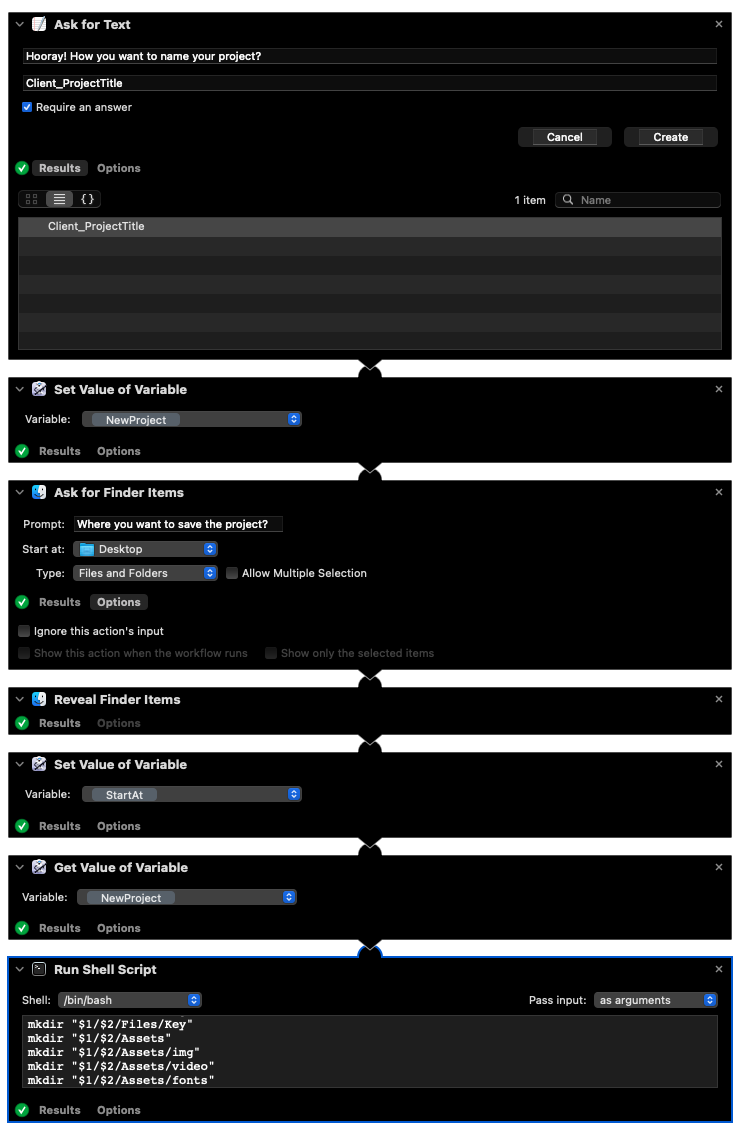 Ask for Text
Hooray! How you want to name your project?
Client_ProjectTitle
Require an answer
Cancel Create
Results Options
{} 1 item Name
Client_ProjectTitle
Set Value of Variable
Variable: NewProject
Results Options
Ask for Finder Items
Prompt: Where you want to save the project?
Start at: Desktop
Type: Files and Folders Allow Multiple Selection
Results Options
Ignore this action's input
Show this action when the workflow runs Show only the selected items
Reveal Finder Items
Results Options
Set Value of Variable
Variable: StartAt
Results Options
Get Value of Variable
Variable: NewProject
Results Options
Run Shell Script
Shell: /bin/bash Pass input: as arguments
mkdir "$1/$2/Files/Key"
mkdir "$1/$2/Assets"
mkdir "$1/$2/Assets/img"
mkdir "$1/$2/Assets/video"
mkdir "$1/$2/Assets/fonts"
Results Options